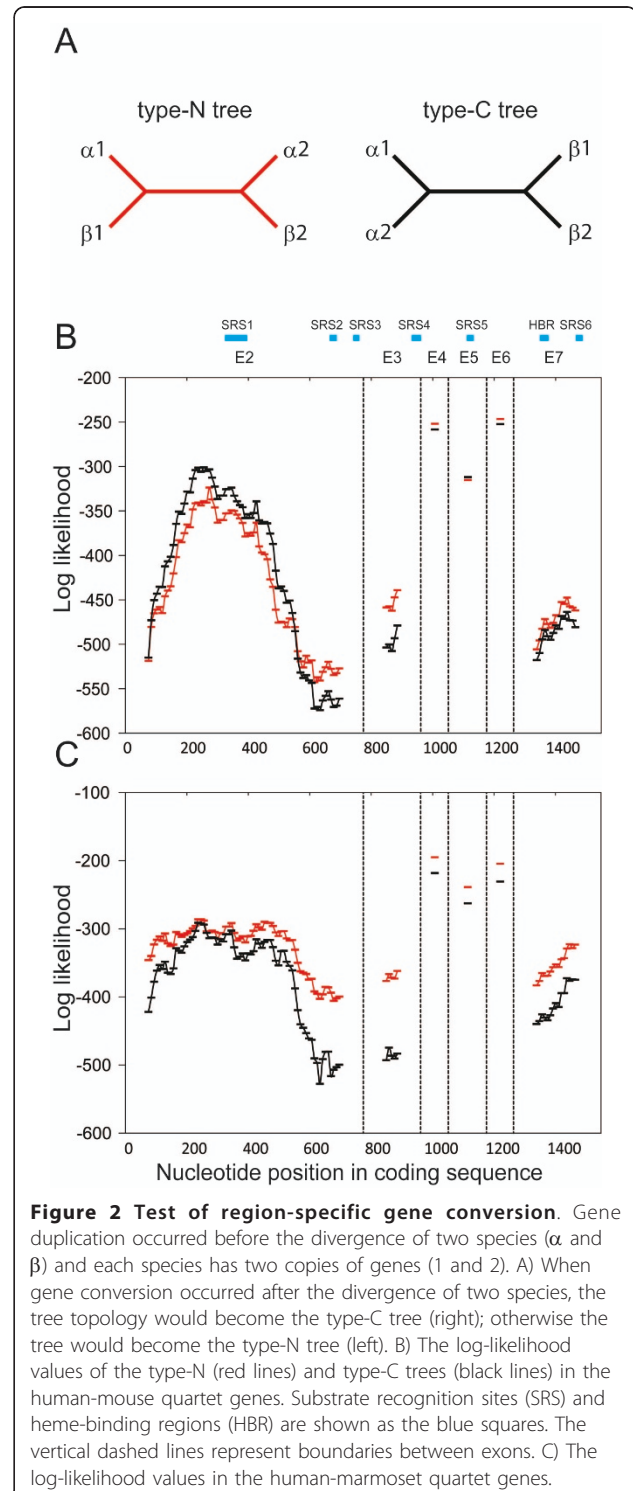 A
type-N tree type-C tree
α1 α2 α1 β1
β1 β2 α2 β2
SRS1 SRS2 SRS3 SRS4 SRS5 HBR SRS6
B
E2 E3 E4 E5 E6 E7
-200
-250
-300
-350
-400
-450
-500
-550
-600
Log likelihood
0 200 400 600 800 1000 1200 1400
C
-100
-200
-300
-400
-500
-600
Log likelihood
0 200 400 600 800 1000 1200 1400
Nucleotide position in coding sequence
Figure 2 Test of region-specific gene conversion. Gene
duplication occurred before the divergence of two species (α and
β) and each species has two copies of genes (1 and 2). A) When
gene conversion occurred after the divergence of two species, the
tree topology would become the type-C tree (right); otherwise the
tree would become the type-N tree (left). B) The log-likelihood
values of the type-N (red lines) and type-C trees (black lines) in the
human-mouse quartet genes. Substrate recognition sites (SRS) and
heme-binding regions (HBR) are shown as the blue squares. The
vertical dashed lines represent boundaries between exons. C) The
log-likelihood values in the human-marmoset quartet genes.